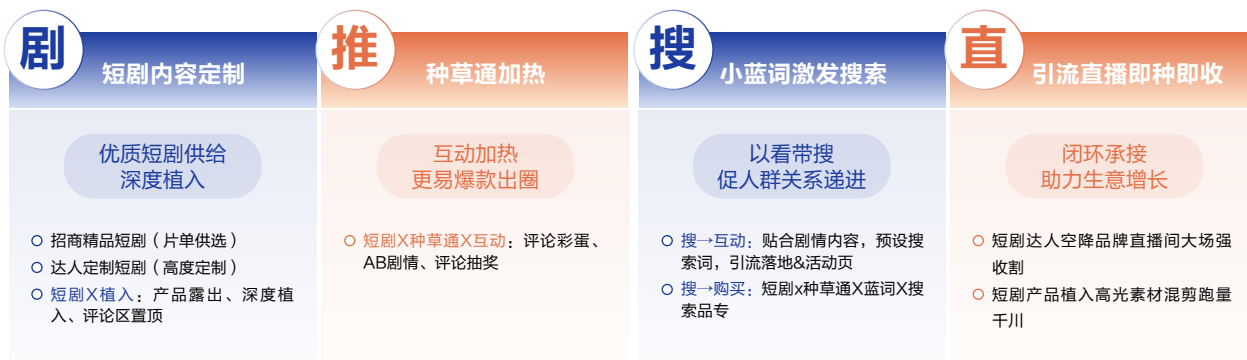 剧
短剧内容定制
优质短剧供给
深度植入
招商精品短剧（片单供选）
达人定制短剧（高度定制）
短剧X植入：产品露出、深度植
入、评论区置顶
推
种草通加热
互动加热
更易爆款出圈
短剧X种草通X互动：评论彩蛋、
AB剧情、评论抽奖
搜
小蓝词激发搜索
以看带搜
促人群关系递进
搜→互动：贴合剧情内容，预设搜
索词，引流落地&活动页
搜→购买：短剧x种草通X蓝词X搜
索品专
直
引流直播即种即收
闭环承接
助力生意增长
短剧达人空降品牌直播间大场强
收割
短剧产品植入高光素材混剪跑量
千川